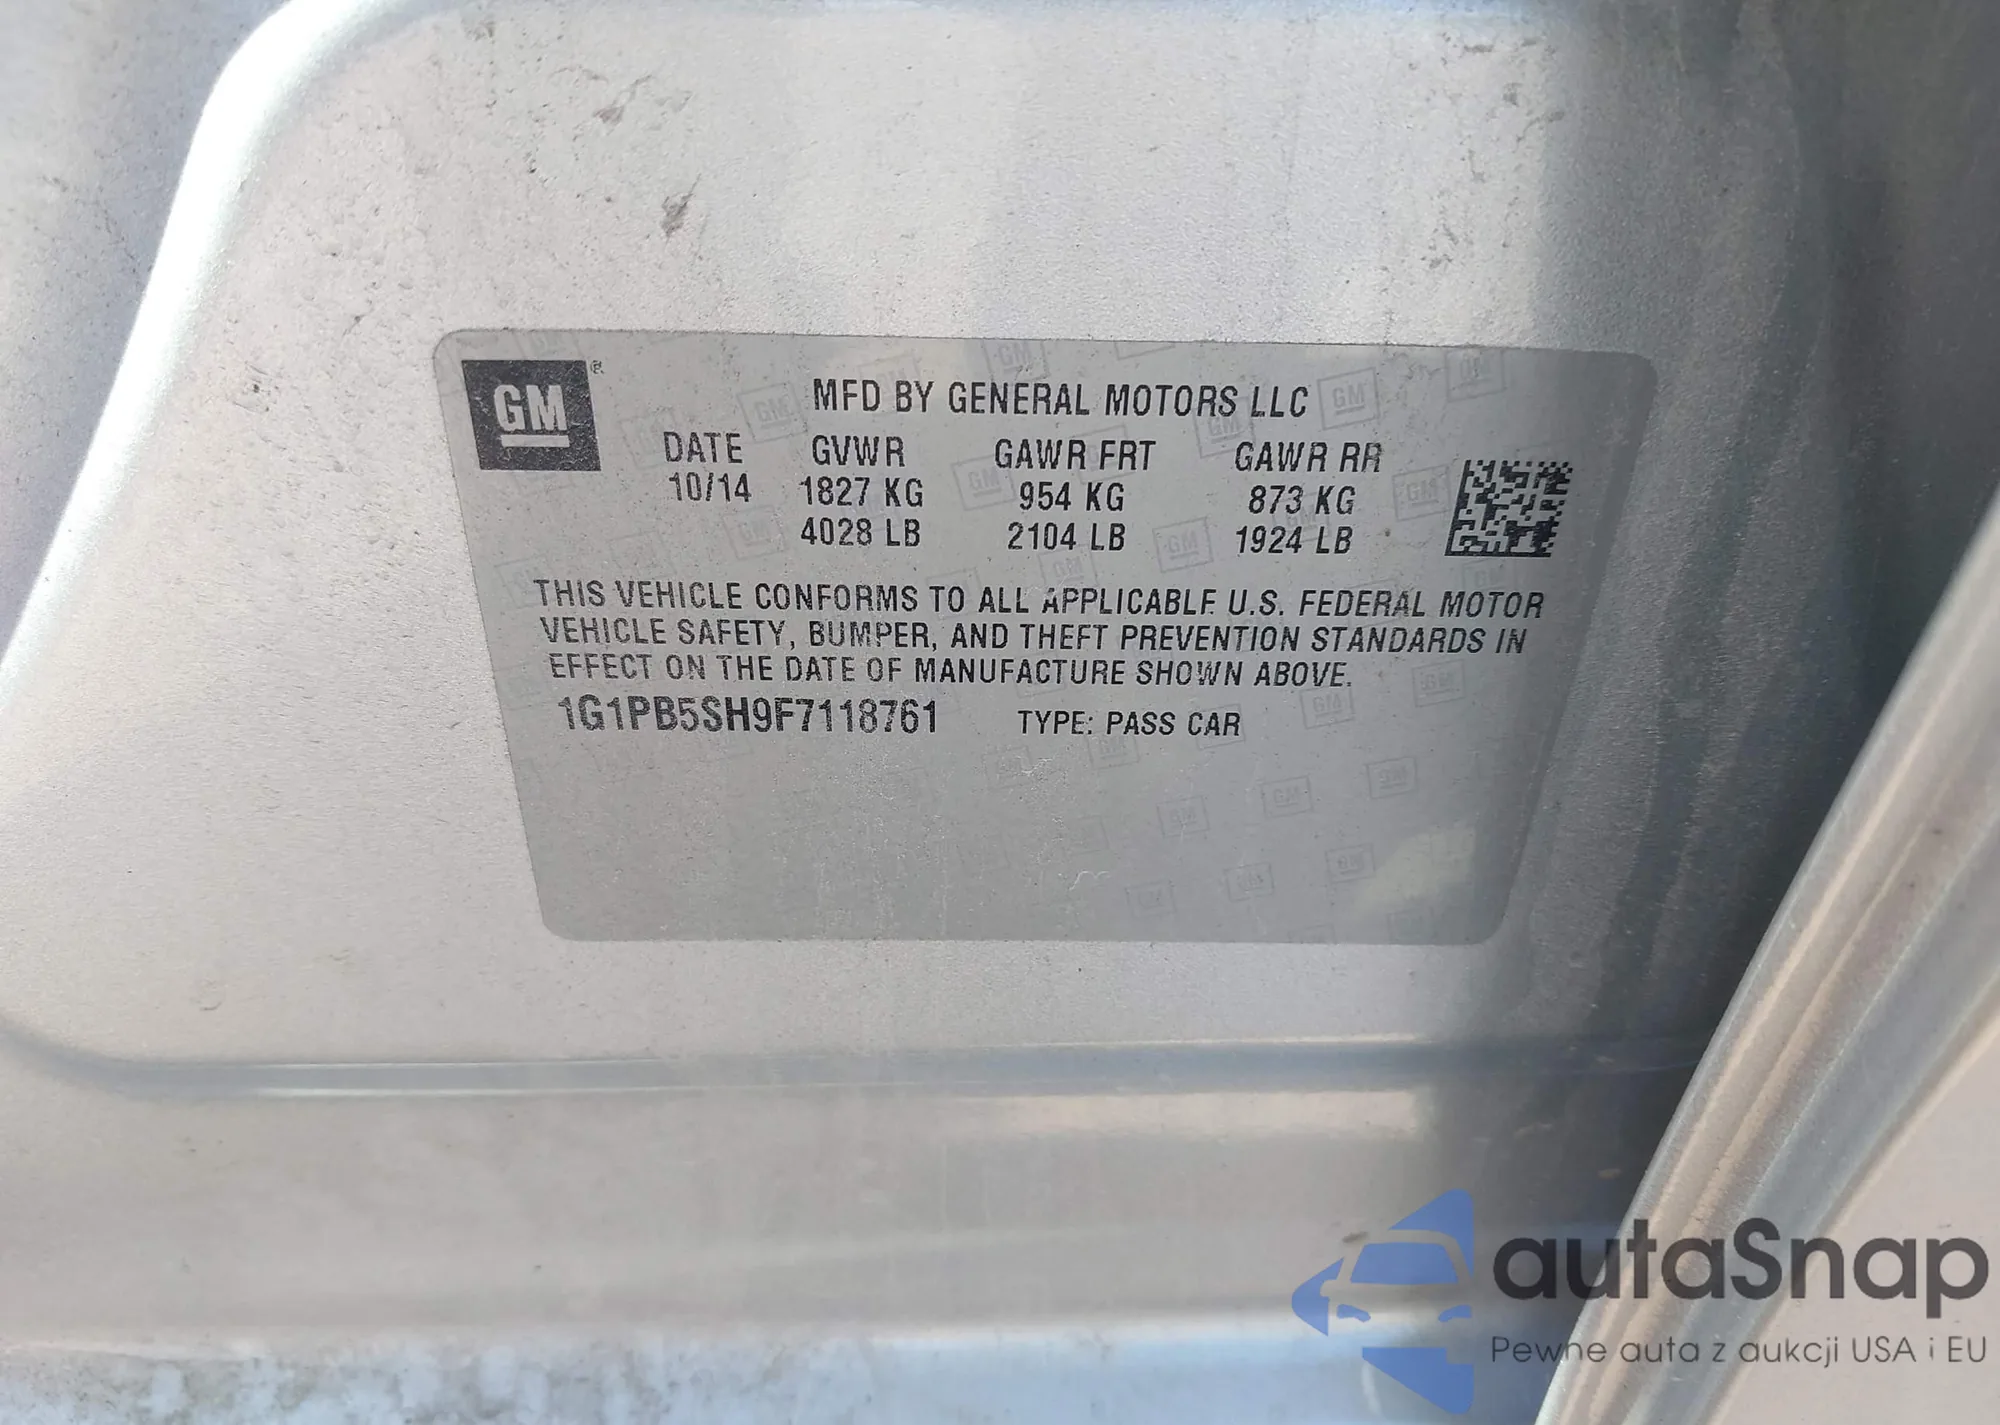 GM ®
MFD BY GENERAL MOTORS LLC
DATE GVWR GAWR FRT GAWR RR
10/14 1827 KG 954 KG 873 KG
4028 LB 2104 LB 1924 LB
THIS VEHICLE CONFORMS TO ALL APPLICABLE U.S. FEDERAL MOTOR
VEHICLE SAFETY, BUMPER, AND THEFT PREVENTION STANDARDS IN
EFFECT ON THE DATE OF MANUFACTURE SHOWN ABOVE.
1G1PB5SH9F7118761 TYPE: PASS CAR
autaSnap
Pewne auta z aukcji USA i EU